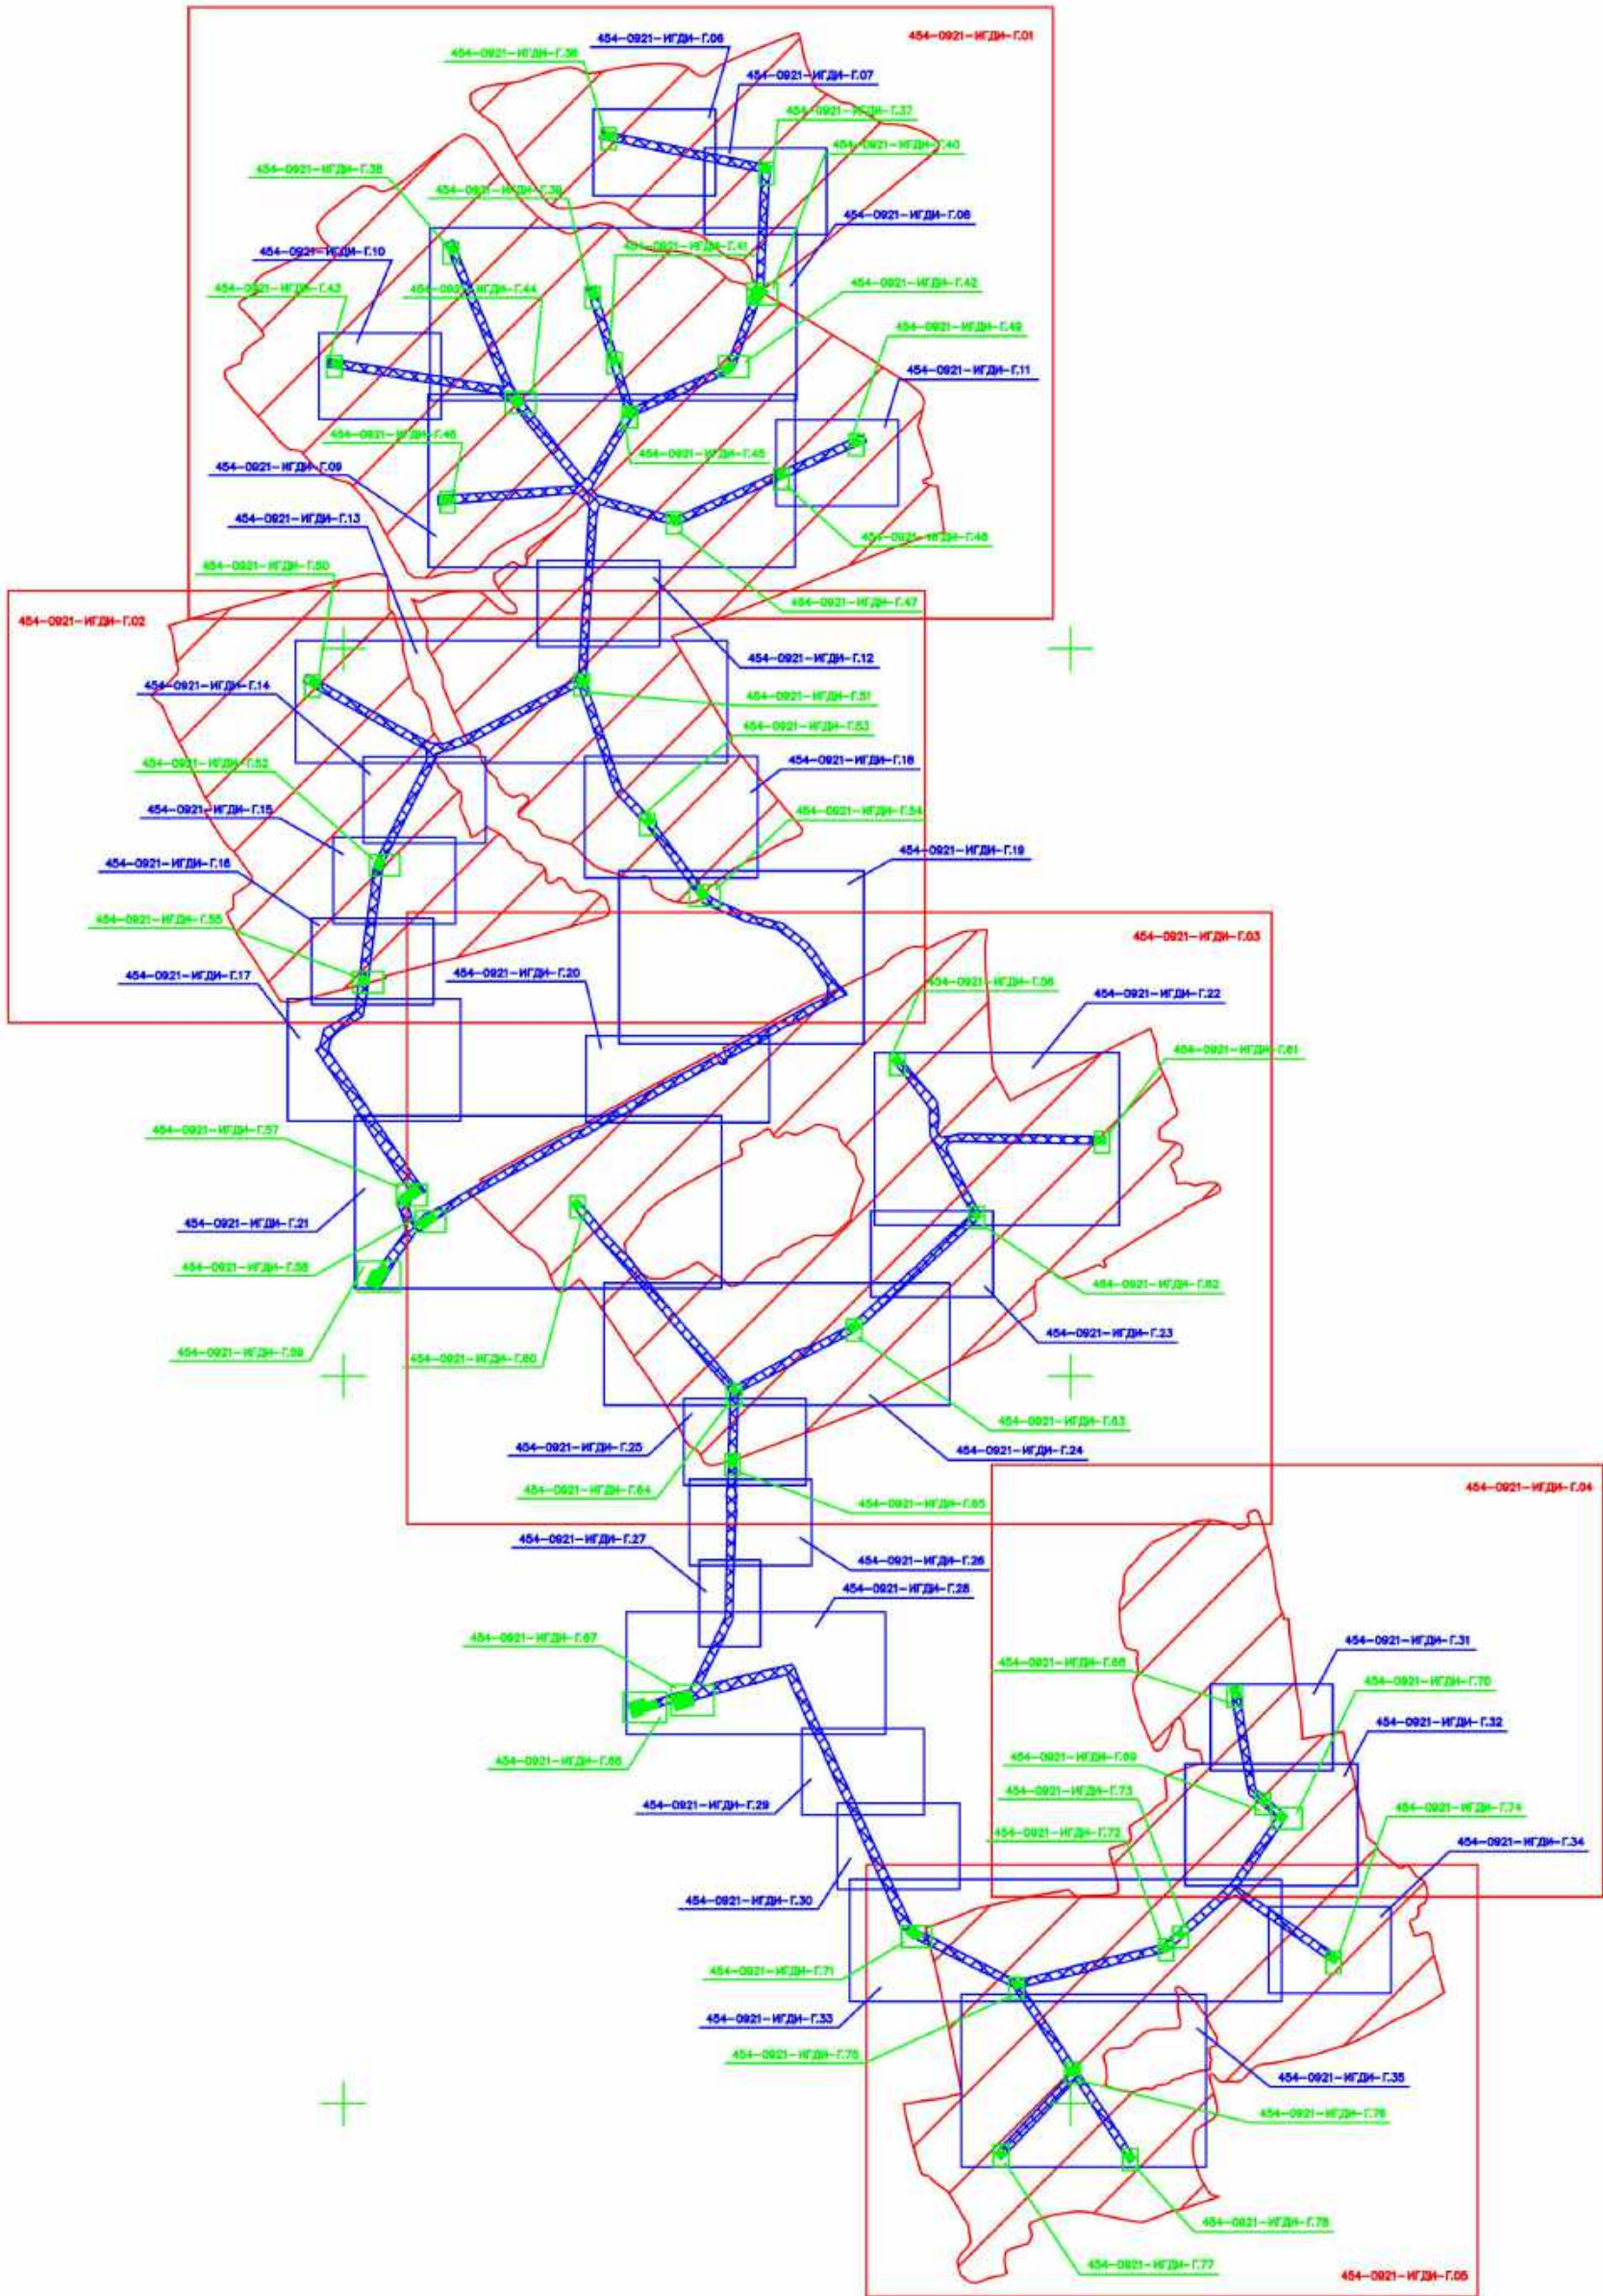 454-0921-ИГДИ-Г.01
454-0921-ИГДИ-Г.06
454-0921-ИГДИ-Г.36
454-0921-ИГДИ-Г.07
454-0921-ИГДИ-Г.37
454-0921-ИГДИ-Г.40
454-0921-ИГДИ-Г.38
454-0921-ИГДИ-Г.39
454-0921-ИГДИ-Г.08
454-0921-ИГДИ-Г.41
454-0921-ИГДИ-Г.10
454-0921-ИГДИ-Г.43
454-0921-ИГДИ-Г.44
454-0921-ИГДИ-Г.42
454-0921-ИГДИ-Г.49
454-0921-ИГДИ-Г.11
454-0921-ИГДИ-Г.46
454-0921-ИГДИ-Г.45
454-0921-ИГДИ-Г.09
454-0921-ИГДИ-Г.13
454-0921-ИГДИ-Г.48
454-0921-ИГДИ-Г.50
454-0921-ИГДИ-Г.47
454-0921-ИГДИ-Г.02
454-0921-ИГДИ-Г.12
454-0921-ИГДИ-Г.14
454-0921-ИГДИ-Г.51
454-0921-ИГДИ-Г.53
454-0921-ИГДИ-Г.52
454-0921-ИГДИ-Г.18
454-0921-ИГДИ-Г.15
454-0921-ИГДИ-Г.54
454-0921-ИГДИ-Г.16
454-0921-ИГДИ-Г.19
454-0921-ИГДИ-Г.55
454-0921-ИГДИ-Г.03
454-0921-ИГДИ-Г.17
454-0921-ИГДИ-Г.20
454-0921-ИГДИ-Г.56
454-0921-ИГДИ-Г.22
454-0921-ИГДИ-Г.61
454-0921-ИГДИ-Г.57
454-0921-ИГДИ-Г.21
454-0921-ИГДИ-Г.58
454-0921-ИГДИ-Г.62
454-0921-ИГДИ-Г.23
454-0921-ИГДИ-Г.59
454-0921-ИГДИ-Г.60
454-0921-ИГДИ-Г.63
454-0921-ИГДИ-Г.25
454-0921-ИГДИ-Г.24
454-0921-ИГДИ-Г.64
454-0921-ИГДИ-Г.65
454-0921-ИГДИ-Г.04
454-0921-ИГДИ-Г.27
454-0921-ИГДИ-Г.26
454-0921-ИГДИ-Г.28
454-0921-ИГДИ-Г.67
454-0921-ИГДИ-Г.31
454-0921-ИГДИ-Г.68
454-0921-ИГДИ-Г.70
454-0921-ИГДИ-Г.32
454-0921-ИГДИ-Г.66
454-0921-ИГДИ-Г.69
454-0921-ИГДИ-Г.73
454-0921-ИГДИ-Г.29
454-0921-ИГДИ-Г.74
454-0921-ИГДИ-Г.72
454-0921-ИГДИ-Г.34
454-0921-ИГДИ-Г.30
454-0921-ИГДИ-Г.71
454-0921-ИГДИ-Г.33
454-0921-ИГДИ-Г.75
454-0921-ИГДИ-Г.35
454-0921-ИГДИ-Г.76
454-0921-ИГДИ-Г.78
454-0921-ИГДИ-Г.77
454-0921-ИГДИ-Г.05